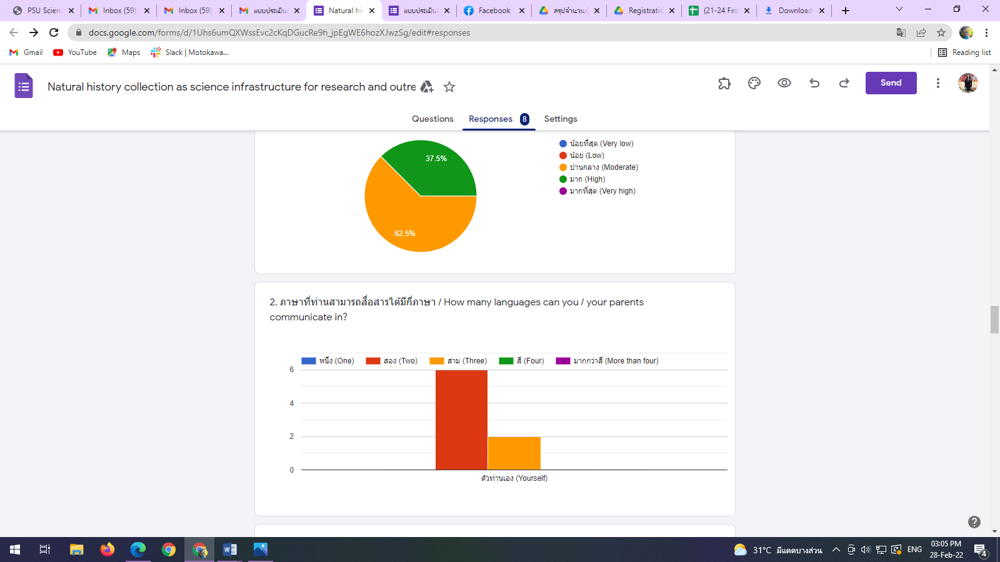 PSU Scienc
Inbox (59)
Inbox (59)
แบบประเมิน
Natural his
แบบประเมิน
Facebook
สรุปจำนวนผู้
Registratio
(21-24 Feb
Download
docs.google.com/forms/d/1Uhs6umQXWssEvc2cKqDGucRe9h_jpEgWE6hozXJwzSg/edit#responses
Gmail
YouTube
Maps
Slack | Motokawa...
Reading list
Natural history collection as science infrastructure for research and outre
Send
Questions
Responses 8
Settings
37.5%
62.5%
น้อยที่สุด (Very low)
น้อย (Low)
ปานกลาง (Moderate)
มาก (High)
มากที่สุด (Very high)
2. ภาษาที่ท่านสามารถสื่อสารได้มีกี่ภาษา / How many languages can you / your parents
communicate in?
หนึ่ง (One)
สอง (Two)
สาม (Three)
สี่ (Four)
มากกว่าสี่ (More than four)
6
4
2
0
ตัวท่านเอง (Yourself)
31°C มีแดดบางส่วน
ENG
03:05 PM
28-Feb-22
4